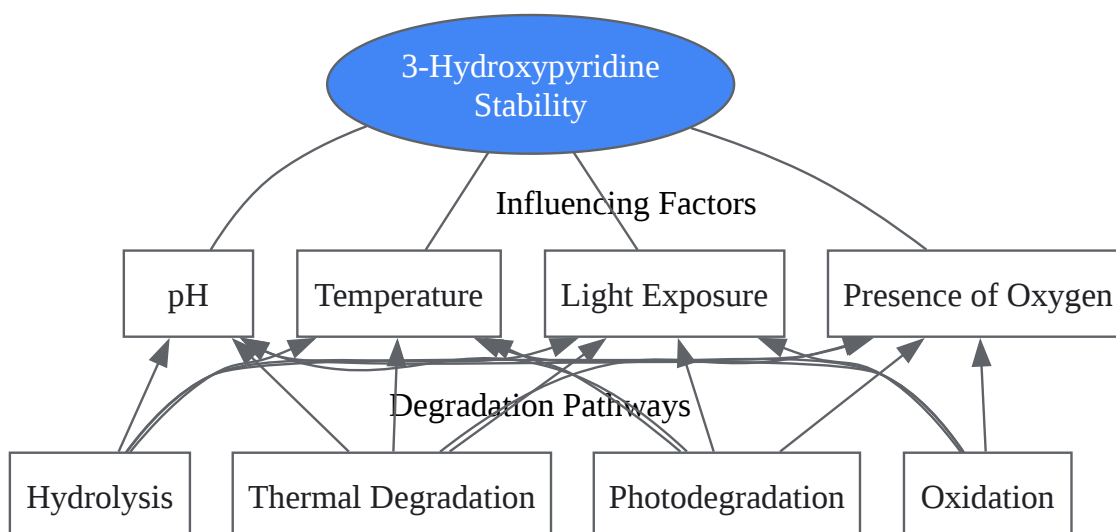 3-Hydroxypyridine
Stability
Influencing Factors
pH
Temperature
Light Exposure
Presence of Oxygen
Degradation Pathways
Hydrolysis
Thermal Degradation
Photodegradation
Oxidation